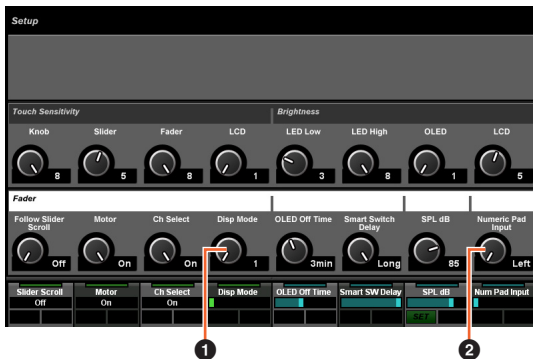 Setup
Touch Sensitivity Brightness
Knob Slider Fader LCD LED Low LED High OLED LCD
8 5 8 1 3 8 1 5
Fader
Follow Slider Scroll Motor Ch Select Disp Mode OLED Off Time Smart Switch Delay SPL dB Numeric Pad Input
Off On On 1 3min Long 85 Left
Slider Scroll Motor Ch Select Disp Mode OLED Off Time Smart SW Delay SPL dB Num Pad Input
Off On On
SET
1 2